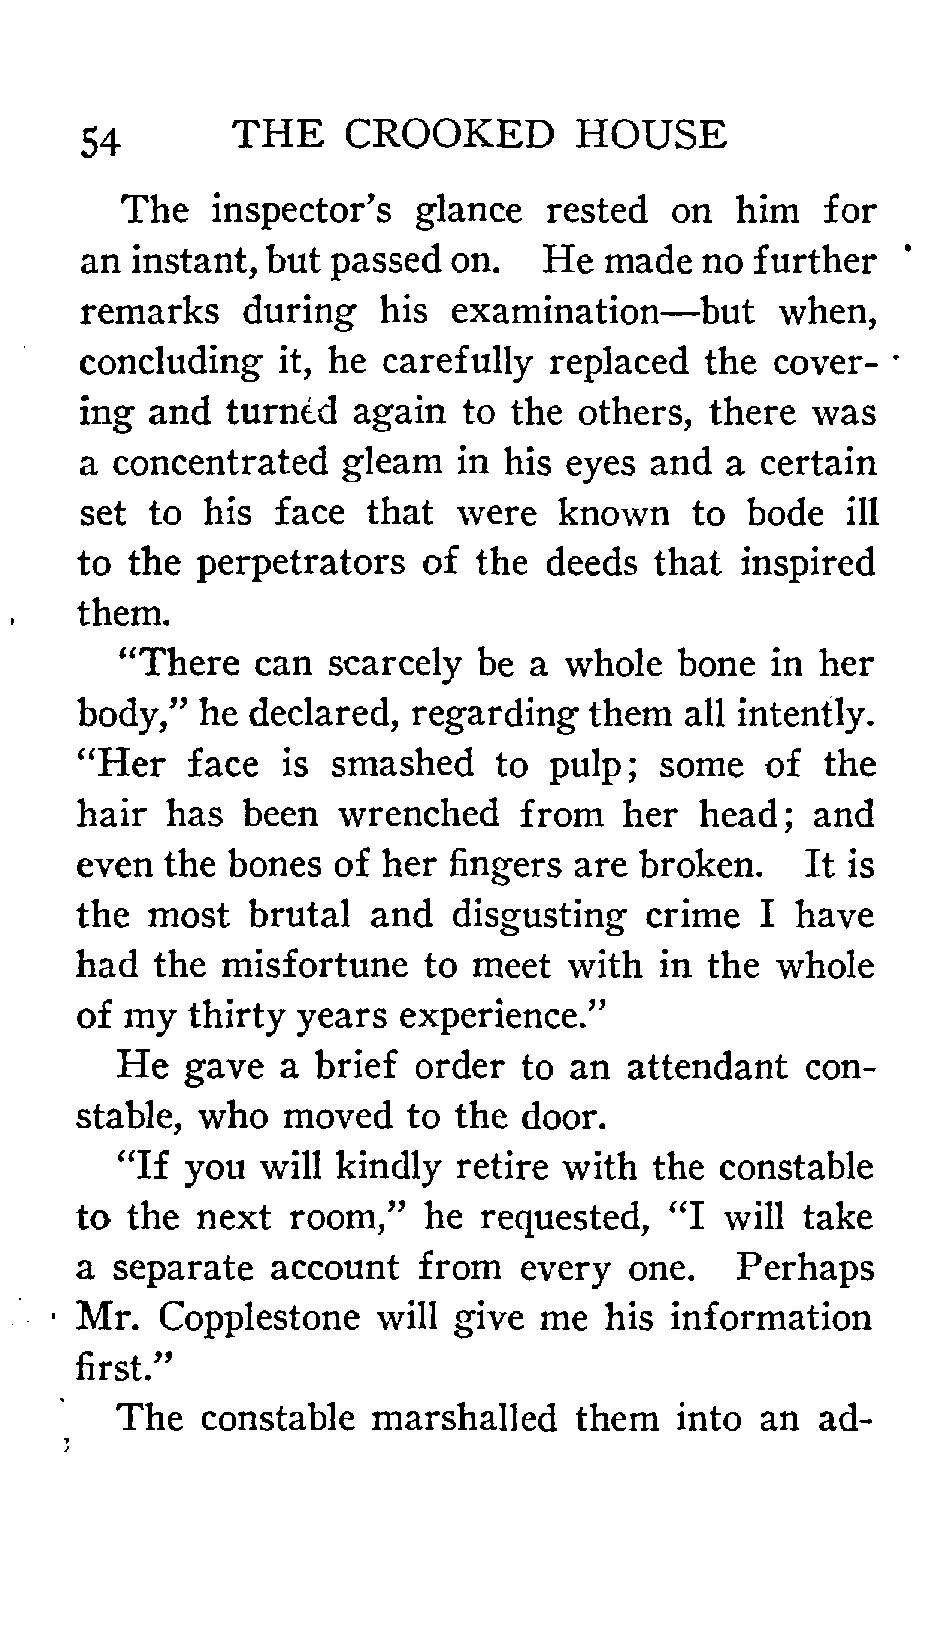 54 THE CROOKED HOUSE
The inspector's glance rested on him for
an instant, but passed on. He made no further
remarks during his examination—but when,
concluding it, he carefully replaced the cover-
ing and turned again to the others, there was
a concentrated gleam in his eyes and a certain
set to his face that were known to bode ill
to the perpetrators of the deeds that inspired
them.
"There can scarcely be a whole bone in her
body," he declared, regarding them all intently.
"Her face is smashed to pulp; some of the
hair has been wrenched from her head; and
even the bones of her fingers are broken. It is
the most brutal and disgusting crime I have
had the misfortune to meet with in the whole
of my thirty years experience."
He gave a brief order to an attendant con-
stable, who moved to the door.
"If you will kindly retire with the constable
to the next room," he requested, "I will take
a separate account from every one. Perhaps
Mr. Copplestone will give me his information
first."
The constable marshalled them into an ad-